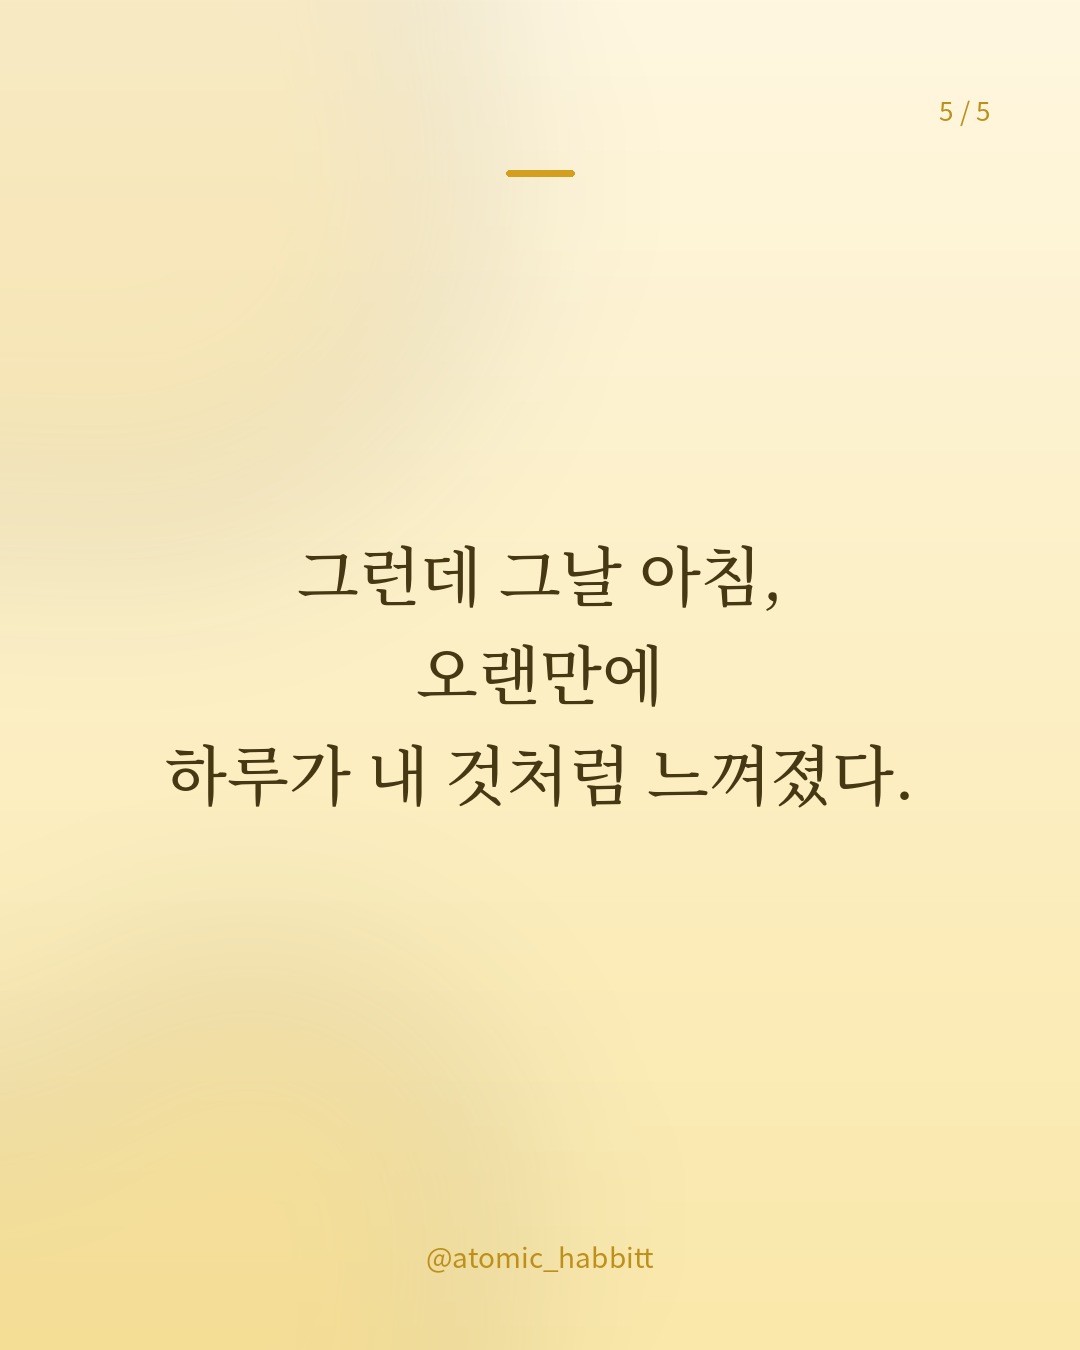 5 / 5
그런데 그날 아침,
오랜만에
하루가 내 것처럼 느껴졌다.
@atomic_habbitt